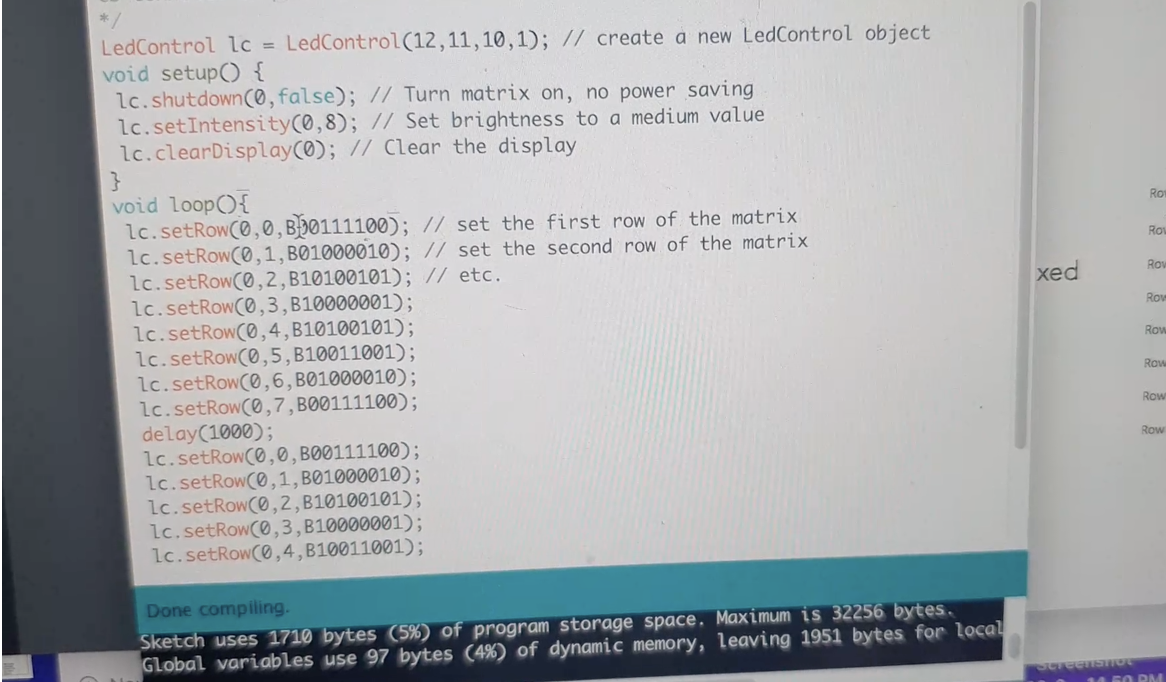 */
LedControl lc = LedControl(12,11,10,1); // create a new LedControl object
void setup() {
lc.shutdown(0,false); // Turn matrix on, no power saving
lc.setIntensity(0,8); // Set brightness to a medium value
lc.clearDisplay(0); // Clear the display
}
void loop(){
lc.setRow(0,0,B00111100); // set the first row of the matrix
lc.setRow(0,1,B01000010); // set the second row of the matrix
lc.setRow(0,2,B10100101); // etc.
lc.setRow(0,3,B10000001);
lc.setRow(0,4,B10100101);
lc.setRow(0,5,B10011001);
lc.setRow(0,6,B01000010);
lc.setRow(0,7,B00111100);
delay(1000);
lc.setRow(0,0,B00111100);
lc.setRow(0,1,B01000010);
lc.setRow(0,2,B10100101);
lc.setRow(0,3,B10000001);
lc.setRow(0,4,B10011001);
Done compiling.
Sketch uses 1710 bytes (5%) of program storage space. Maximum is 32256 bytes.
Global variables use 97 bytes (4%) of dynamic memory, leaving 1951 bytes for local
xed
Row
Row
Row
Row
Row
Row
Row
Row